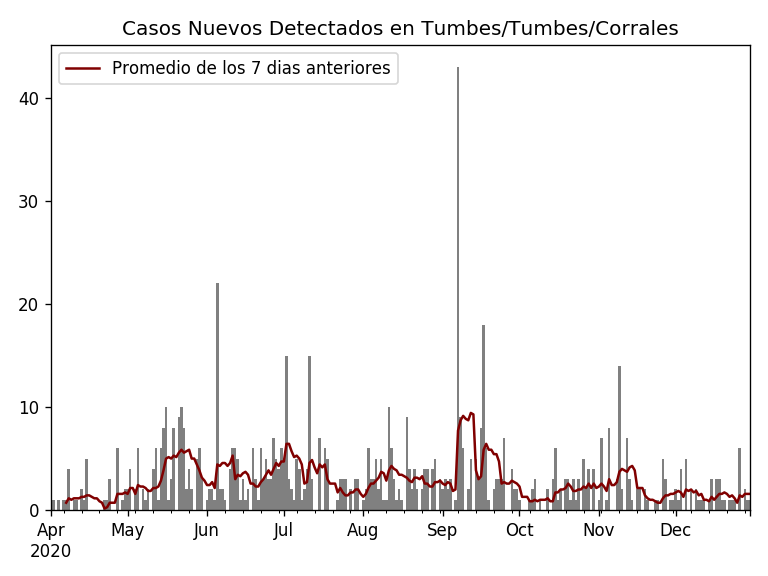 Casos Nuevos Detectados en Tumbes/Tumbes/Corrales
Promedio de los 7 dias anteriores
40
30
20
10
0
Apr May Jun Jul Aug Sep Oct Nov Dec
2020